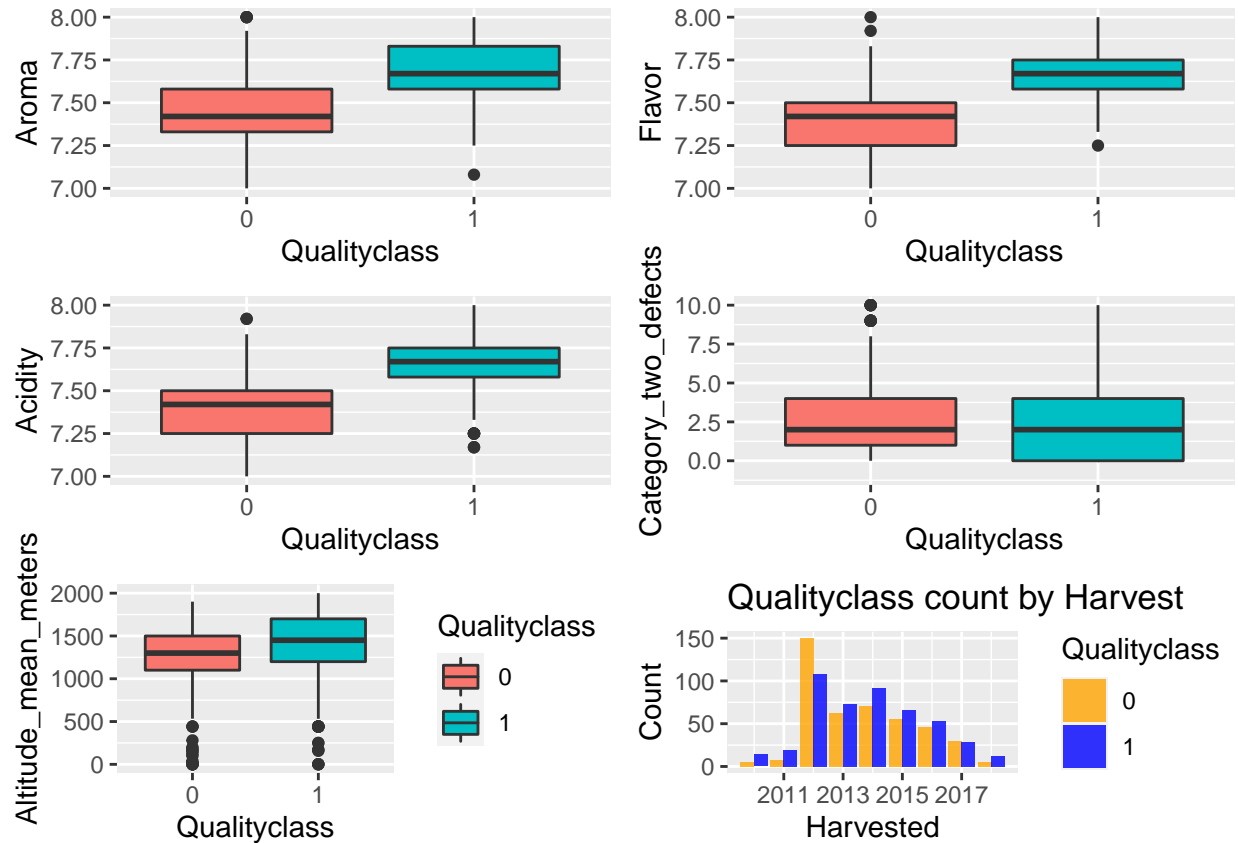 Aroma
8.00
7.75
7.50
7.25
7.00
0 1
Qualityclass
Flavor
8.00
7.75
7.50
7.25
7.00
0 1
Qualityclass
Acidity
8.00
7.75
7.50
7.25
7.00
0 1
Qualityclass
Category_two_defects
10.0
7.5
5.0
2.5
0.0
0 1
Qualityclass
Altitude_mean_meters
2000
1500
1000
500
0
0 1
Qualityclass
Qualityclass
0
1
Qualityclass count by Harvest
Count
150
100
50
0
2011 2013 2015 2017
Harvested
Qualityclass
0
1